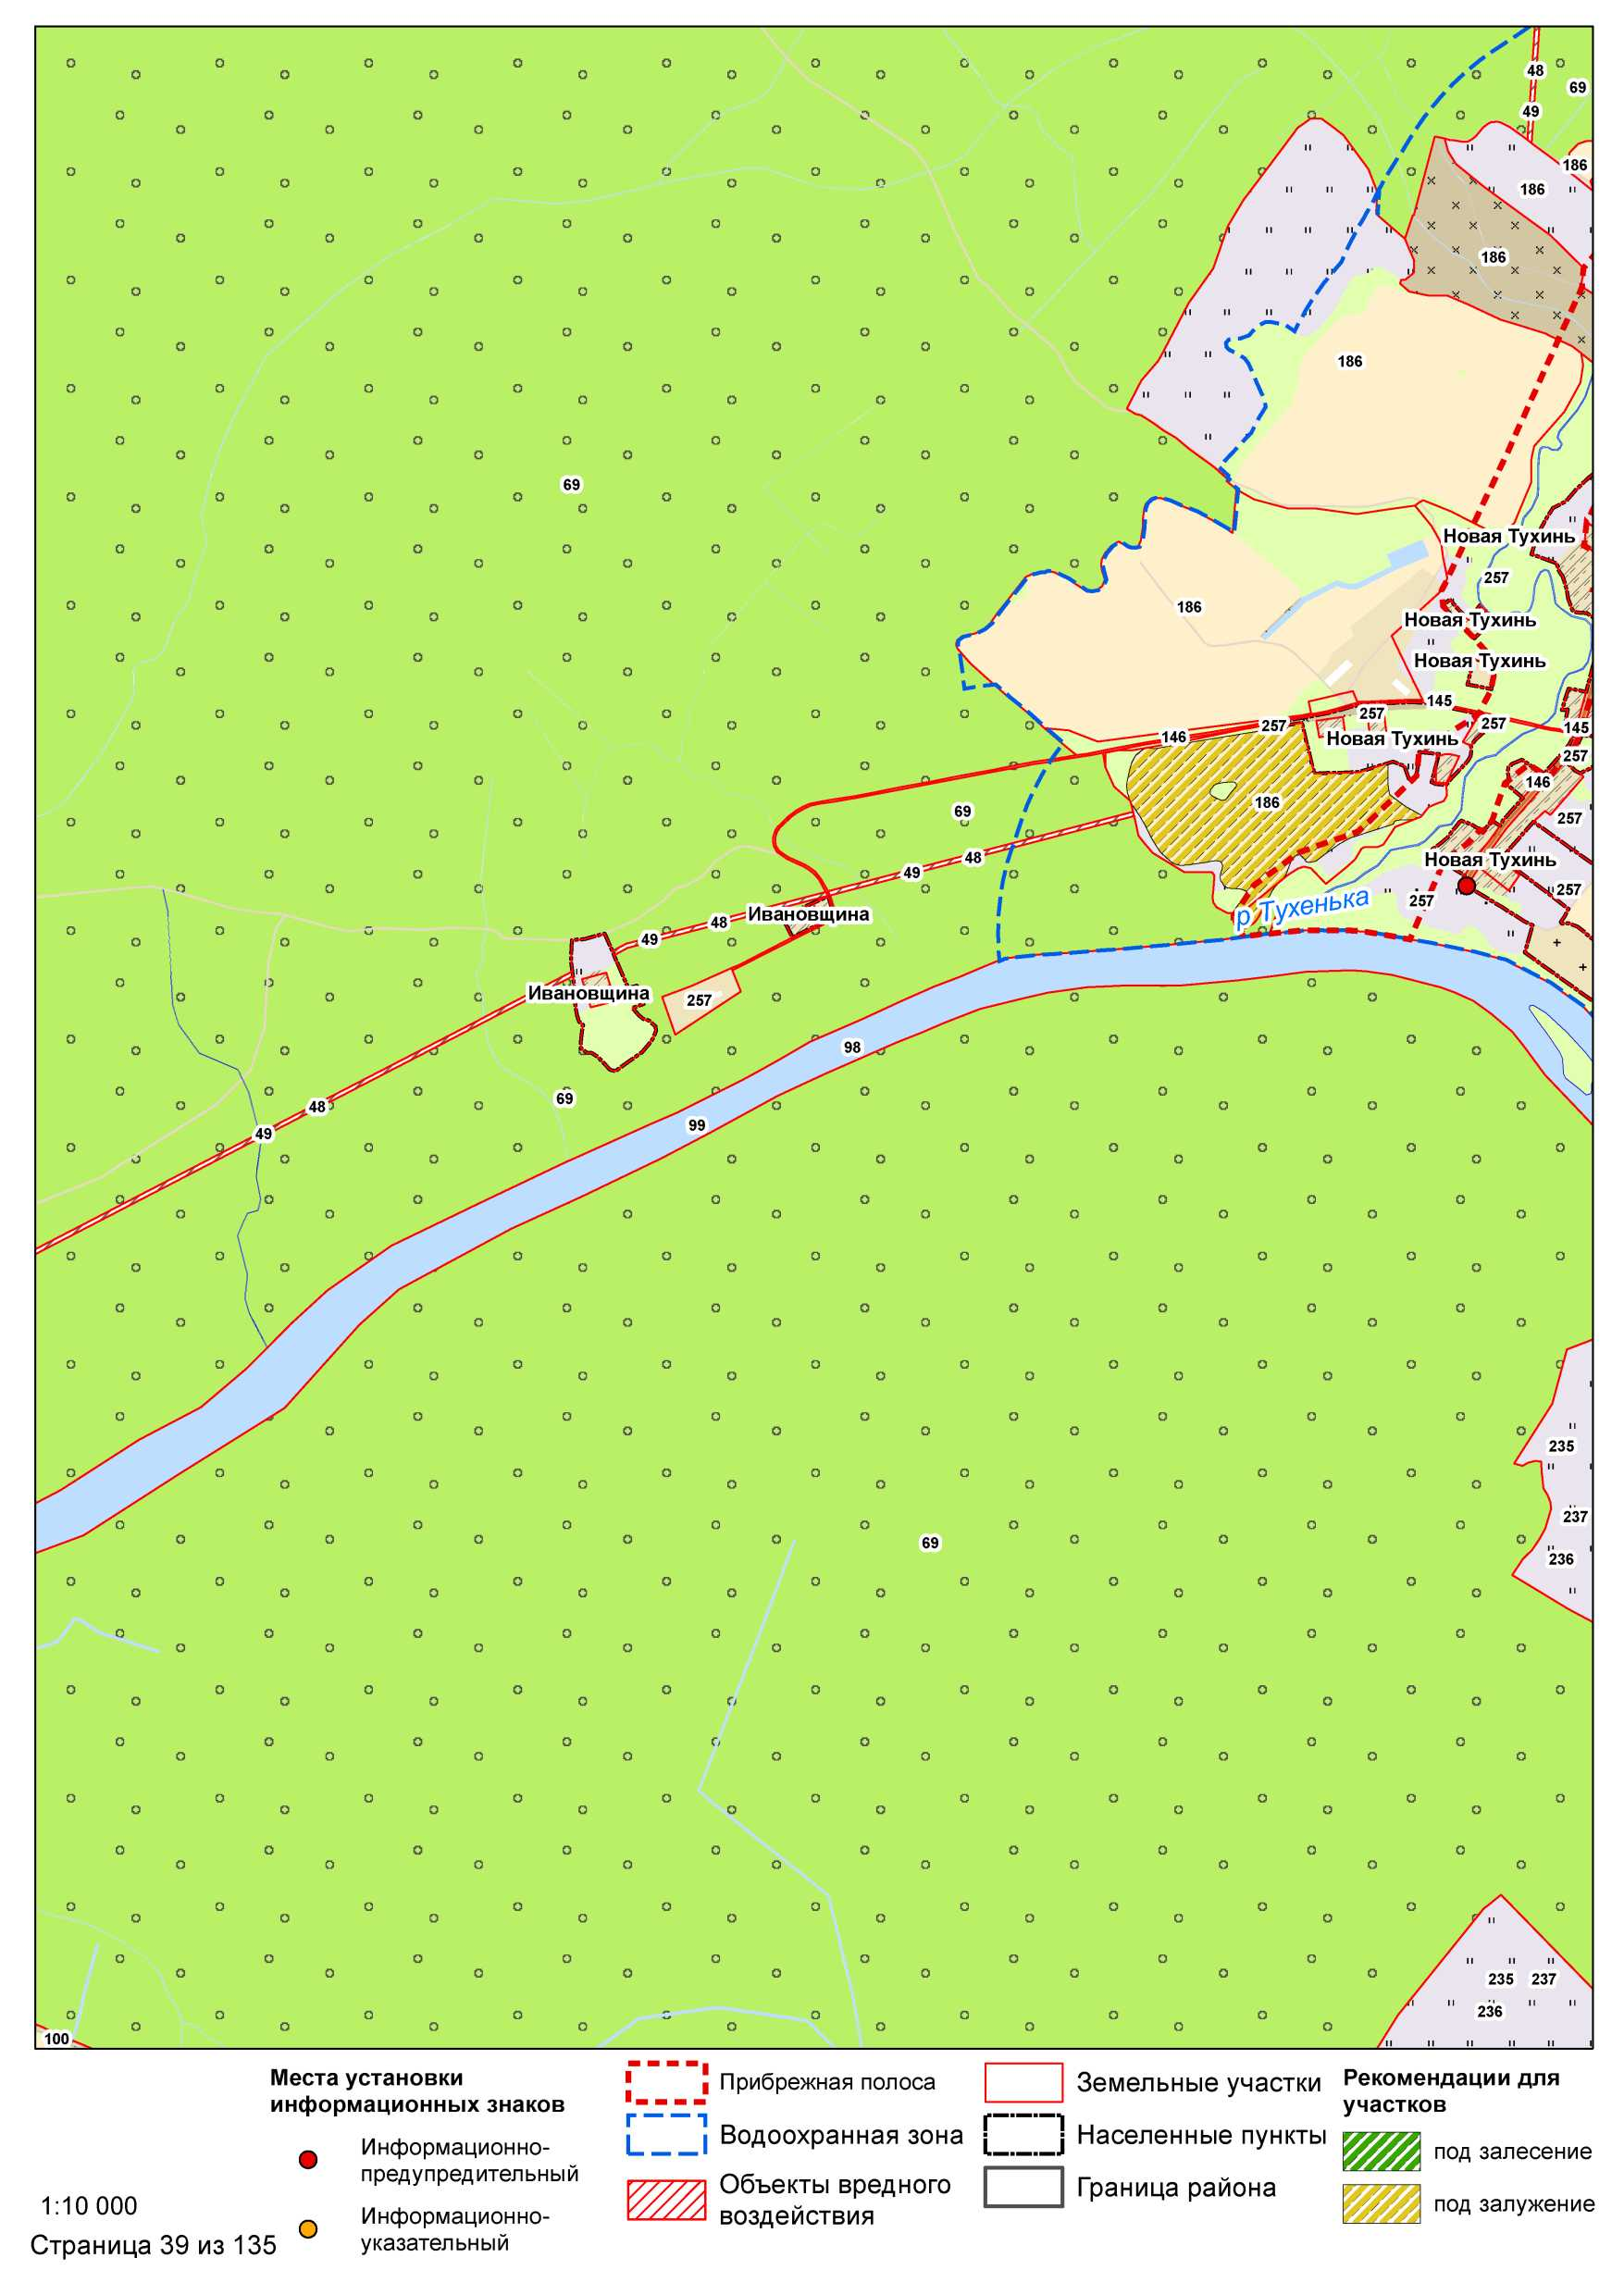 48
69
49
186
186
186
186
69
Новая Тухинь
257
186
Новая Тухинь
Новая Тухинь
145
257
257
257
145
146
Новая Тухинь
257
146
186
69
257
48
Новая Тухинь
49
257
257
р Тухенька
Ивановщина
48
49
Ивановщина
257
98
69
48
99
49
235
237
69
236
235 237
236
100
Места установки
информационных знаков
Информационно-
предупредительный
Информационно-
указательный
Прибрежная полоса
Водоохранная зона
Объекты вредного
воздействия
Земельные участки
Населенные пункты
Граница района
Рекомендации для
участков
под залесение
под залужение
1:10 000
Страница 39 из 135